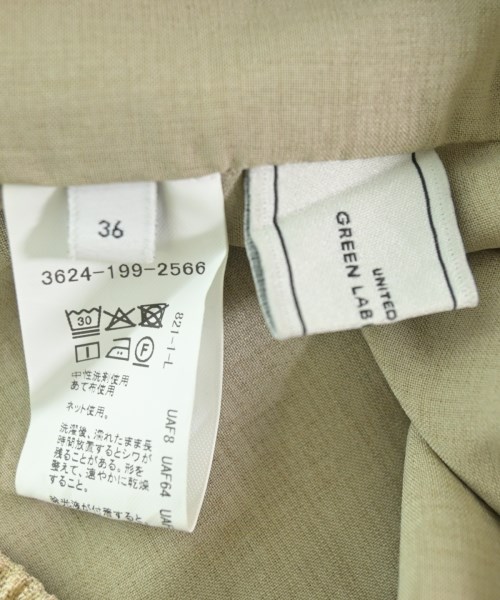 36
3624-199-2566
30
F
821-1-L
中性洗剤使用
あて布使用
ネット使用。
洗濯後、濡れたまま長
時間放置するとシワが
残ることがある。形を
整えて、速やかに乾燥
すること。
UAF8 UAF64
UNITED
GREEN LAB